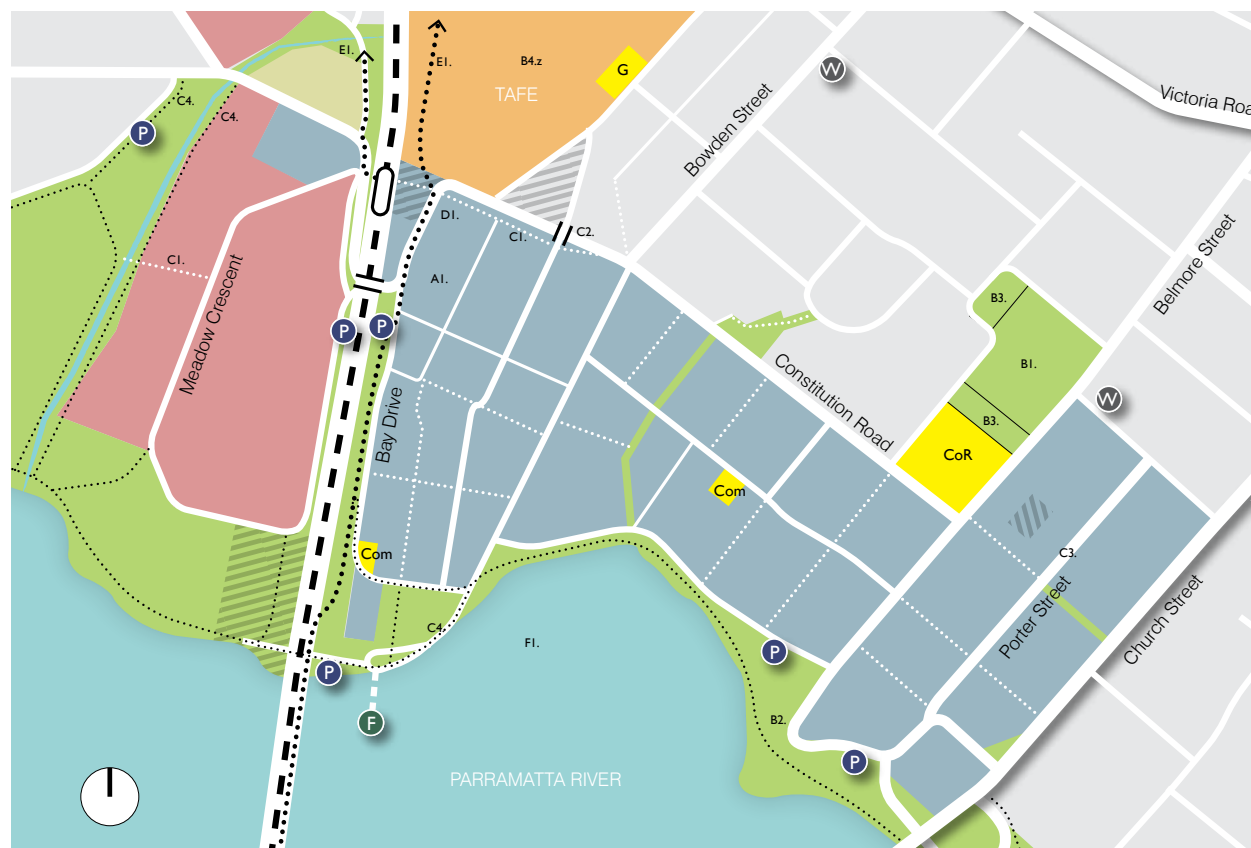 E1.
E1.
B4.z
G
W
TAFE
Victoria Roa
C4.
C4.
P
Bowden Street
D1.
C1.
C2.
Belmore Street
C1.
A1.
Meadow Crescent
B3.
P
P
B1.
Constitution Road
W
Bay Drive
B3.
CoR
Com
Com
C3.
Porter Street
Church Street
C4.
F1.
P
P
F
B2.
P
PARRAMATTA RIVER